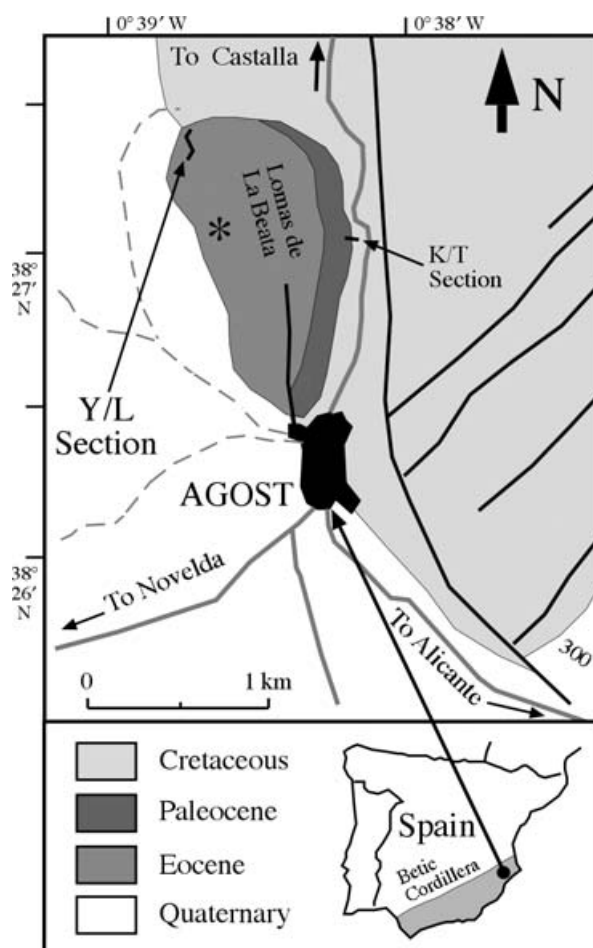 0° 39' W
0° 38' W
To Castalla
N
Lomas de
La Beata
*
K/T
Section
38°
27'
N
Y/L
Section
AGOST
38°
26'
N
To Novelda
To Alicante
300
0
1 km
Cretaceous
Paleocene
Eocene
Quaternary
Spain
Betic
Cordillera